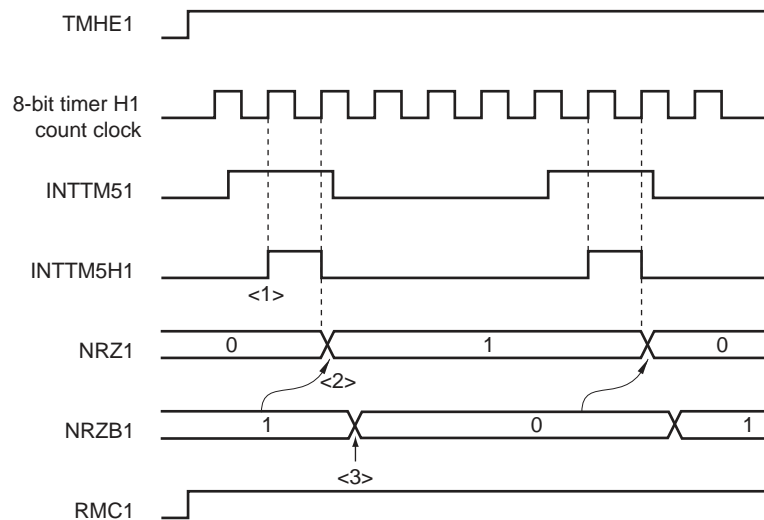 TMHE1
8-bit timer H1
count clock
INTTM51
INTTM5H1
<1>
NRZ1
0 1 0
<2>
NRZB1
1 0 1
<3>
RMC1